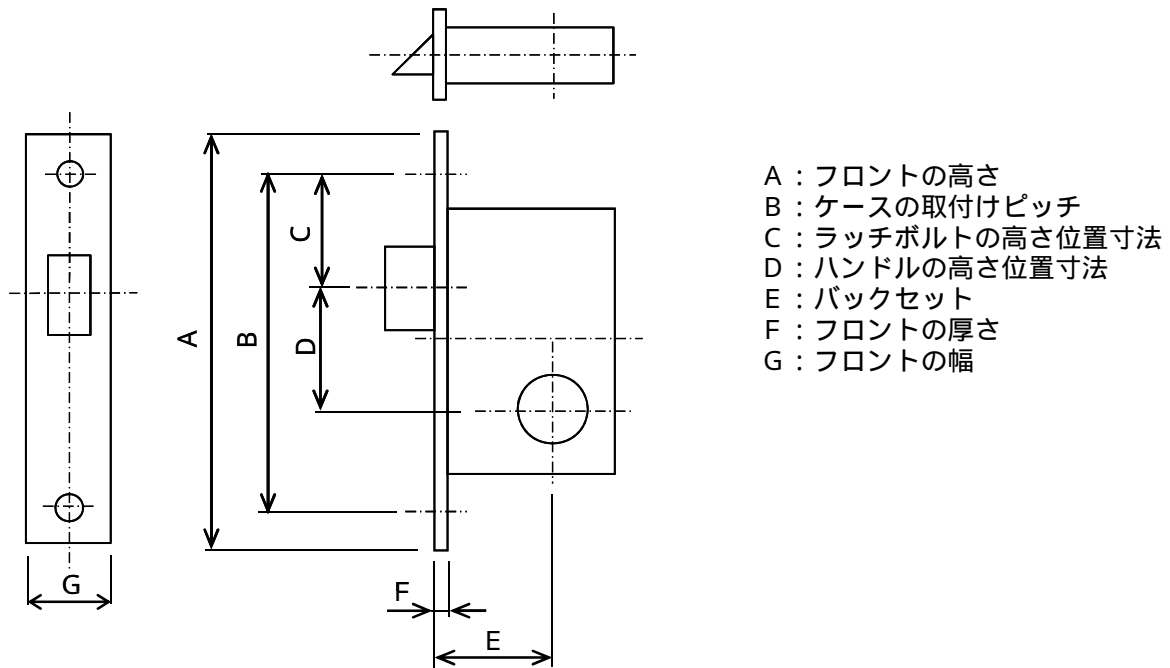 A：フロントの高さ
B：ケースの取付けピッチ
C：ラッチボルトの高さ位置寸法
D：ハンドルの高さ位置寸法
E：バックセット
F：フロントの厚さ
G：フロントの幅
C
A
B
D
G
F
E